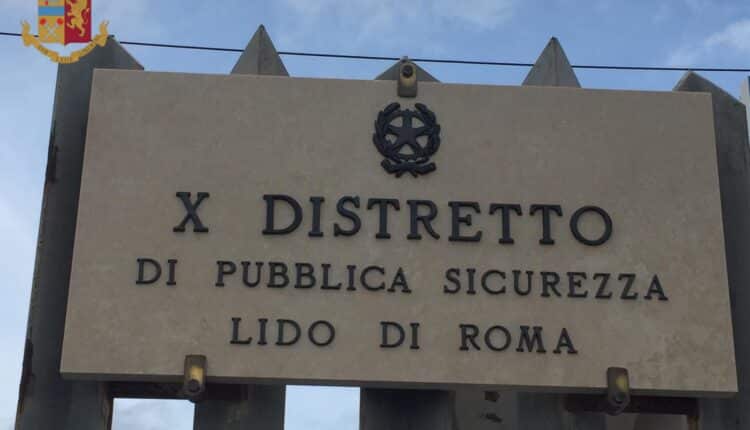 X DISTRETTO
DI PUBBLICA SICUREZZA
LIDO DI ROMA